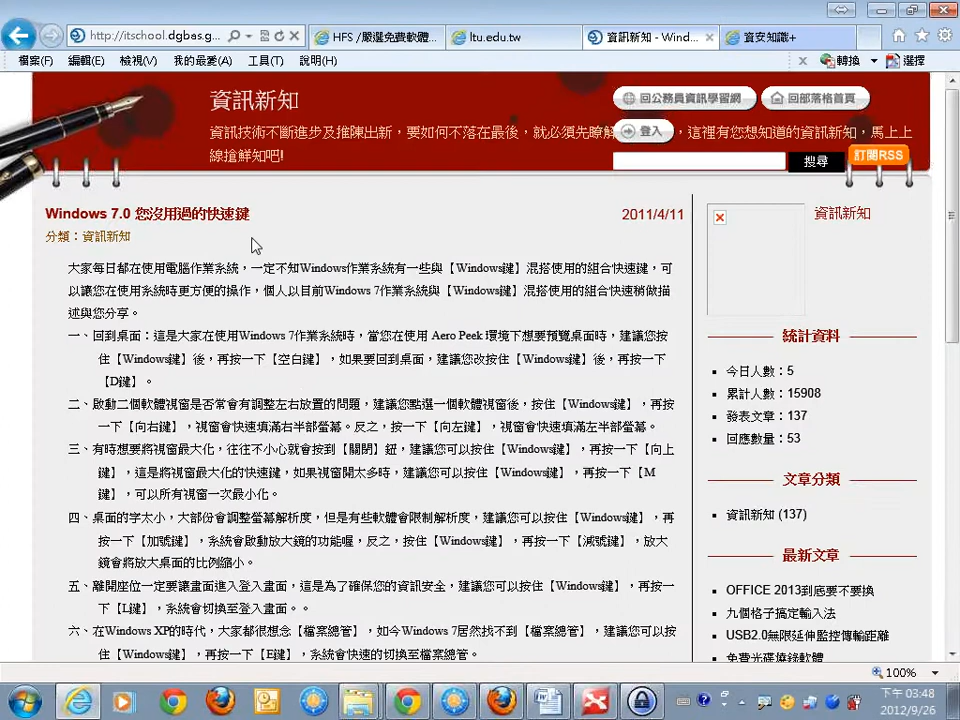 http://itschool.dgbas.g...
HFS /嚴選免費軟體...
ltu.edu.tw
資訊新知 - Wind...
資安知識+
檔案(F) 編輯(E) 檢視(V) 我的最愛(A) 工具(T) 說明(H)
轉換 選擇
資訊新知
回公務員資訊學習網 回部落格首頁
資訊技術不斷進步及推陳出新，要如何不落在最後，就必須先瞭解 登入 ，這裡有您想知道的資訊新知，馬上上
線搶鮮知吧!
搜尋
訂閱RSS
Windows 7.0 您沒用過的快速鍵 2011/4/11
分類：資訊新知
大家每日都在使用電腦作業系統，一定不知Windows作業系統有一些與【Windows鍵】混搭使用的組合快速鍵，可
以讓您在使用系統時更方便的操作，個人以目前Windows 7作業系統與【Windows鍵】混搭使用的組合快速稍做描
述與您分享。
一、回到桌面：這是大家在使用Windows 7作業系統時，當您在使用 Aero Peek 環境下想要預覽桌面時，建議您按
住【Windows鍵】後，再按一下【空白鍵】，如果要回到桌面，建議您改按住【Windows鍵】後，再按一下
【D鍵】。
二、啟動二個軟體視窗是否常會有調整左右放置的問題，建議您點選一個軟體視窗後，按住【Windows鍵】，再按
一下【向右鍵】，視窗會快速填滿右半部螢幕。反之，按一下【向左鍵】，視窗會快速填滿左半部螢幕。
三、有時想要將視窗最大化，往往不小心就會按到【關閉】鈕，建議您可以按住【Windows鍵】，再按一下【向上
鍵】，這是將視窗最大化的快速鍵，如果視窗開太多時，建議您可以按住【Windows鍵】，再按一下【M
鍵】，可以所有視窗一次最小化。
四、桌面的字太小，大部份會調整螢幕解析度，但是有些軟體會限制解析度，建議您可以按住【Windows鍵】，再
按一下【加號鍵】，系統會啟動放大鏡的功能喔，反之，按住【Windows鍵】，再按一下【減號鍵】，放大
鏡會將放大桌面的比例縮小。
五、離開座位一定要讓畫面進入登入畫面，這是為了確保您的資訊安全，建議您可以按住【Windows鍵】，再按一
下【L鍵】，系統會切換至登入畫面。。
六、在Windows XP的時代，大家都很想念【檔案總管】，如今Windows 7居然找不到【檔案總管】，建議您可以按
住【Windows鍵】，再按一下【E鍵】，系統會快速的切換至檔案總管。
資訊新知
統計資料
今日人數：5
累計人數：15908
發表文章：137
回應數量：53
文章分類
資訊新知 (137)
最新文章
OFFICE 2013到底要不要換
九個格子搞定輸入法
USB2.0無限延伸監控傳輸距離
免費光碟燒錄軟體
100%
下午 03:48
2012/9/26